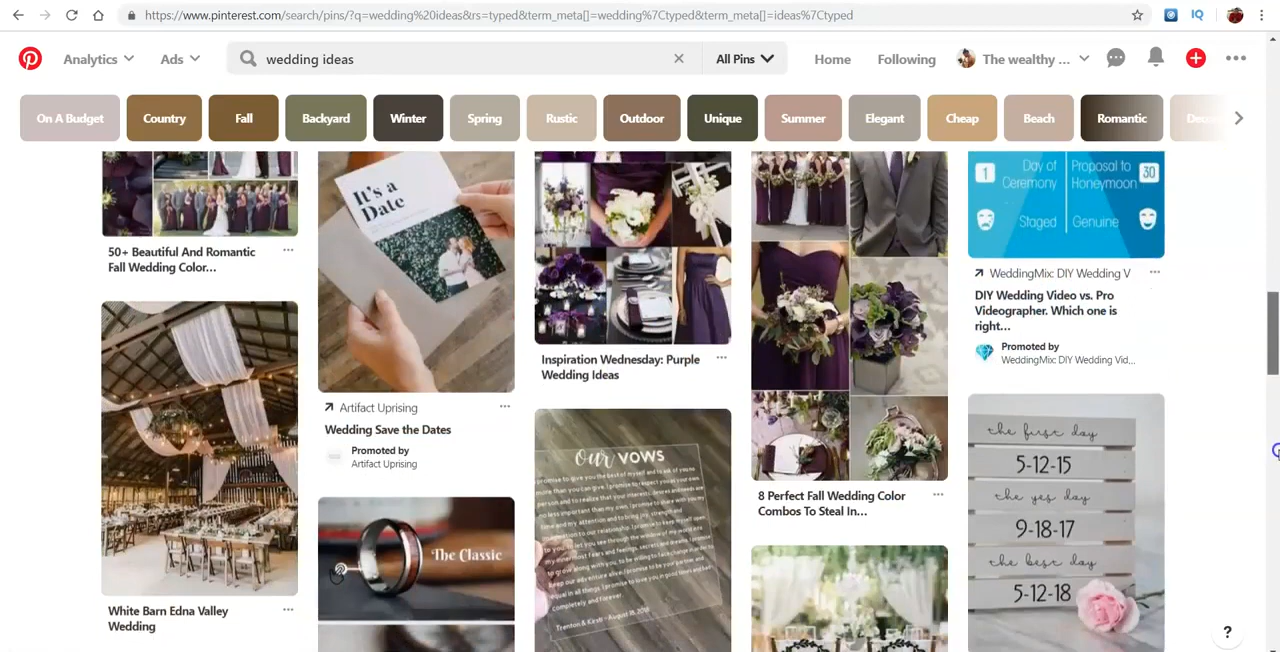 https://www.pinterest.com/search/pins/?q=wedding%20ideas&rs=typed&term_meta[]=wedding%7Ctyped&term_meta[]=ideas%7Ctyped
IQ
Analytics
Ads
wedding ideas
All Pins
Home
Following
The wealthy ...
On A Budget
Country
Fall
Backyard
Winter
Spring
Rustic
Outdoor
Unique
Summer
Elegant
Cheap
Beach
Romantic
50+ Beautiful And Romantic
Fall Wedding Color...
White Barn Edna Valley
Wedding
It's a
Date
Artifact Uprising
Wedding Save the Dates
Promoted by
Artifact Uprising
The Classic
Inspiration Wednesday: Purple
Wedding Ideas
Our VOWS
Trenton & Kirsti - August 18, 2018
8 Perfect Fall Wedding Color
Combos To Steal In...
1
Day of
Ceremony
Proposal to
Honeymoon
30
Staged
Genuine
WeddingMix: DIY Wedding V
DIY Wedding Video vs. Pro
Videographer. Which one is
right...
Promoted by
WeddingMix: DIY Wedding Vid...
the first day
5-12-15
the yes day
9-18-17
the best day
5-12-18
?